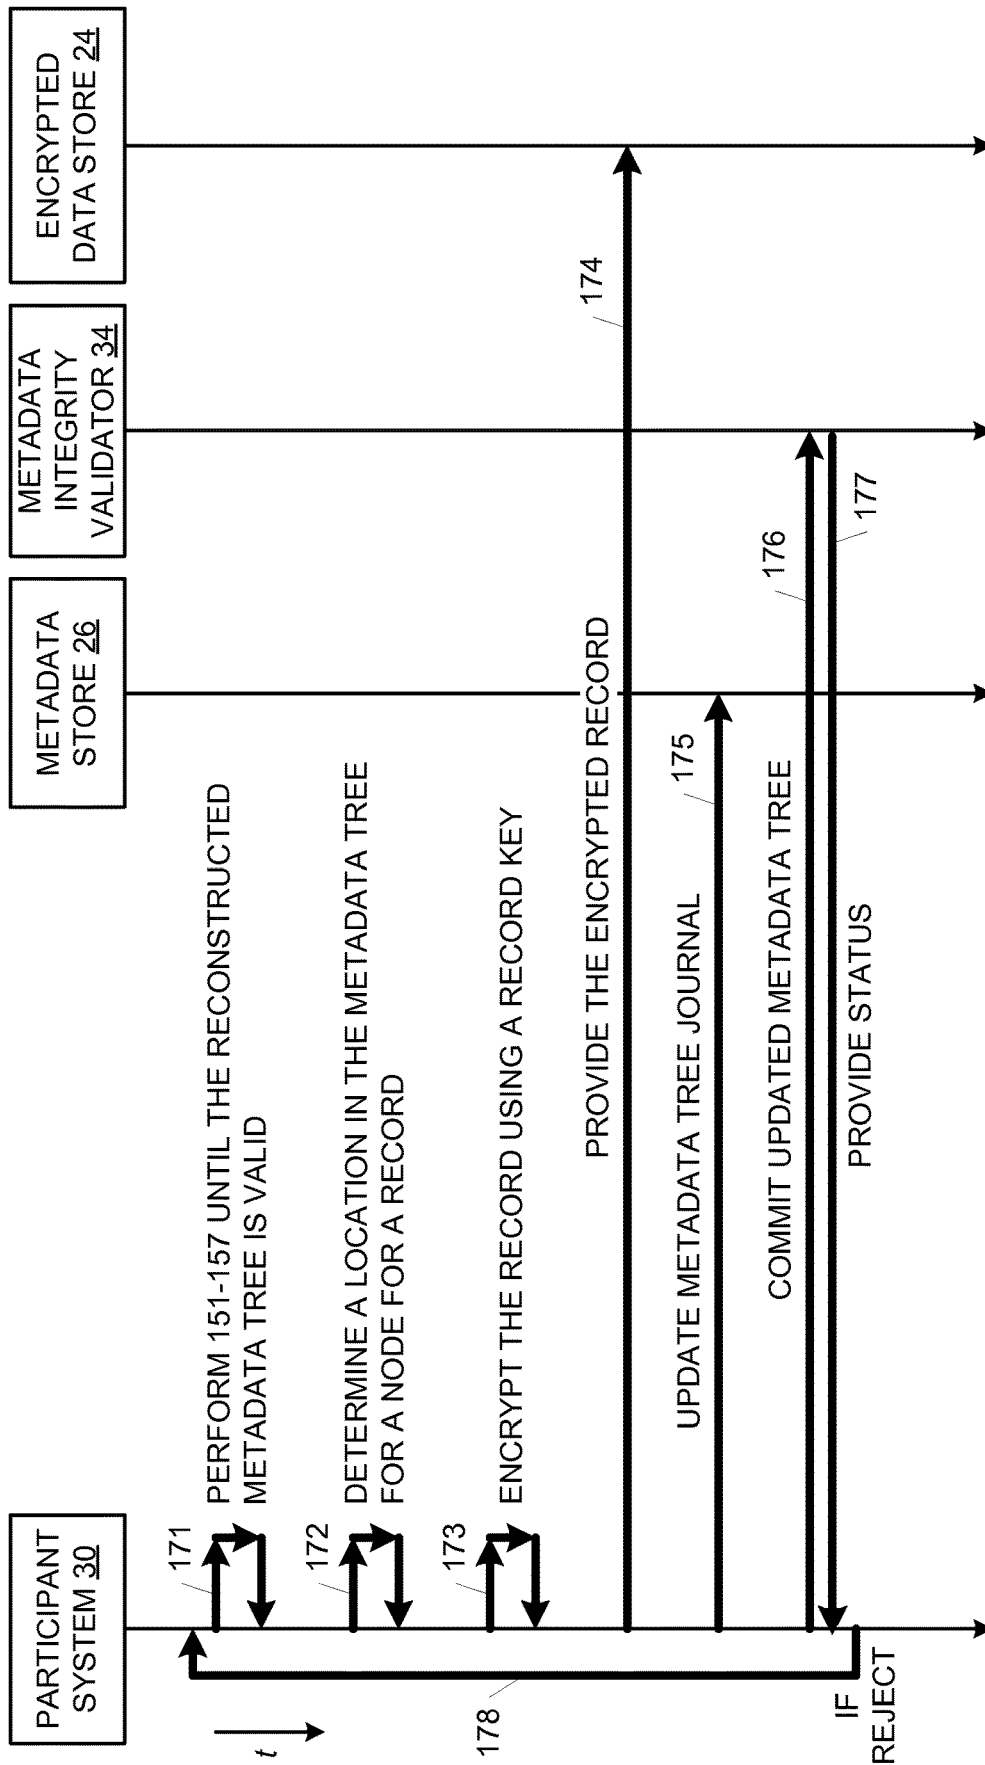 PARTICIPANT
SYSTEM 30
METADATA
STORE 26
METADATA
INTEGRITY
VALIDATOR 34
ENCRYPTED
DATA STORE 24
t
171
PERFORM 151-157 UNTIL THE RECONSTRUCTED
METADATA TREE IS VALID
172
DETERMINE A LOCATION IN THE METADATA TREE
FOR A NODE FOR A RECORD
173
ENCRYPT THE RECORD USING A RECORD KEY
PROVIDE THE ENCRYPTED RECORD
174
UPDATE METADATA TREE JOURNAL
175
COMMIT UPDATED METADATA TREE
176
PROVIDE STATUS
177
178
IF
REJECT